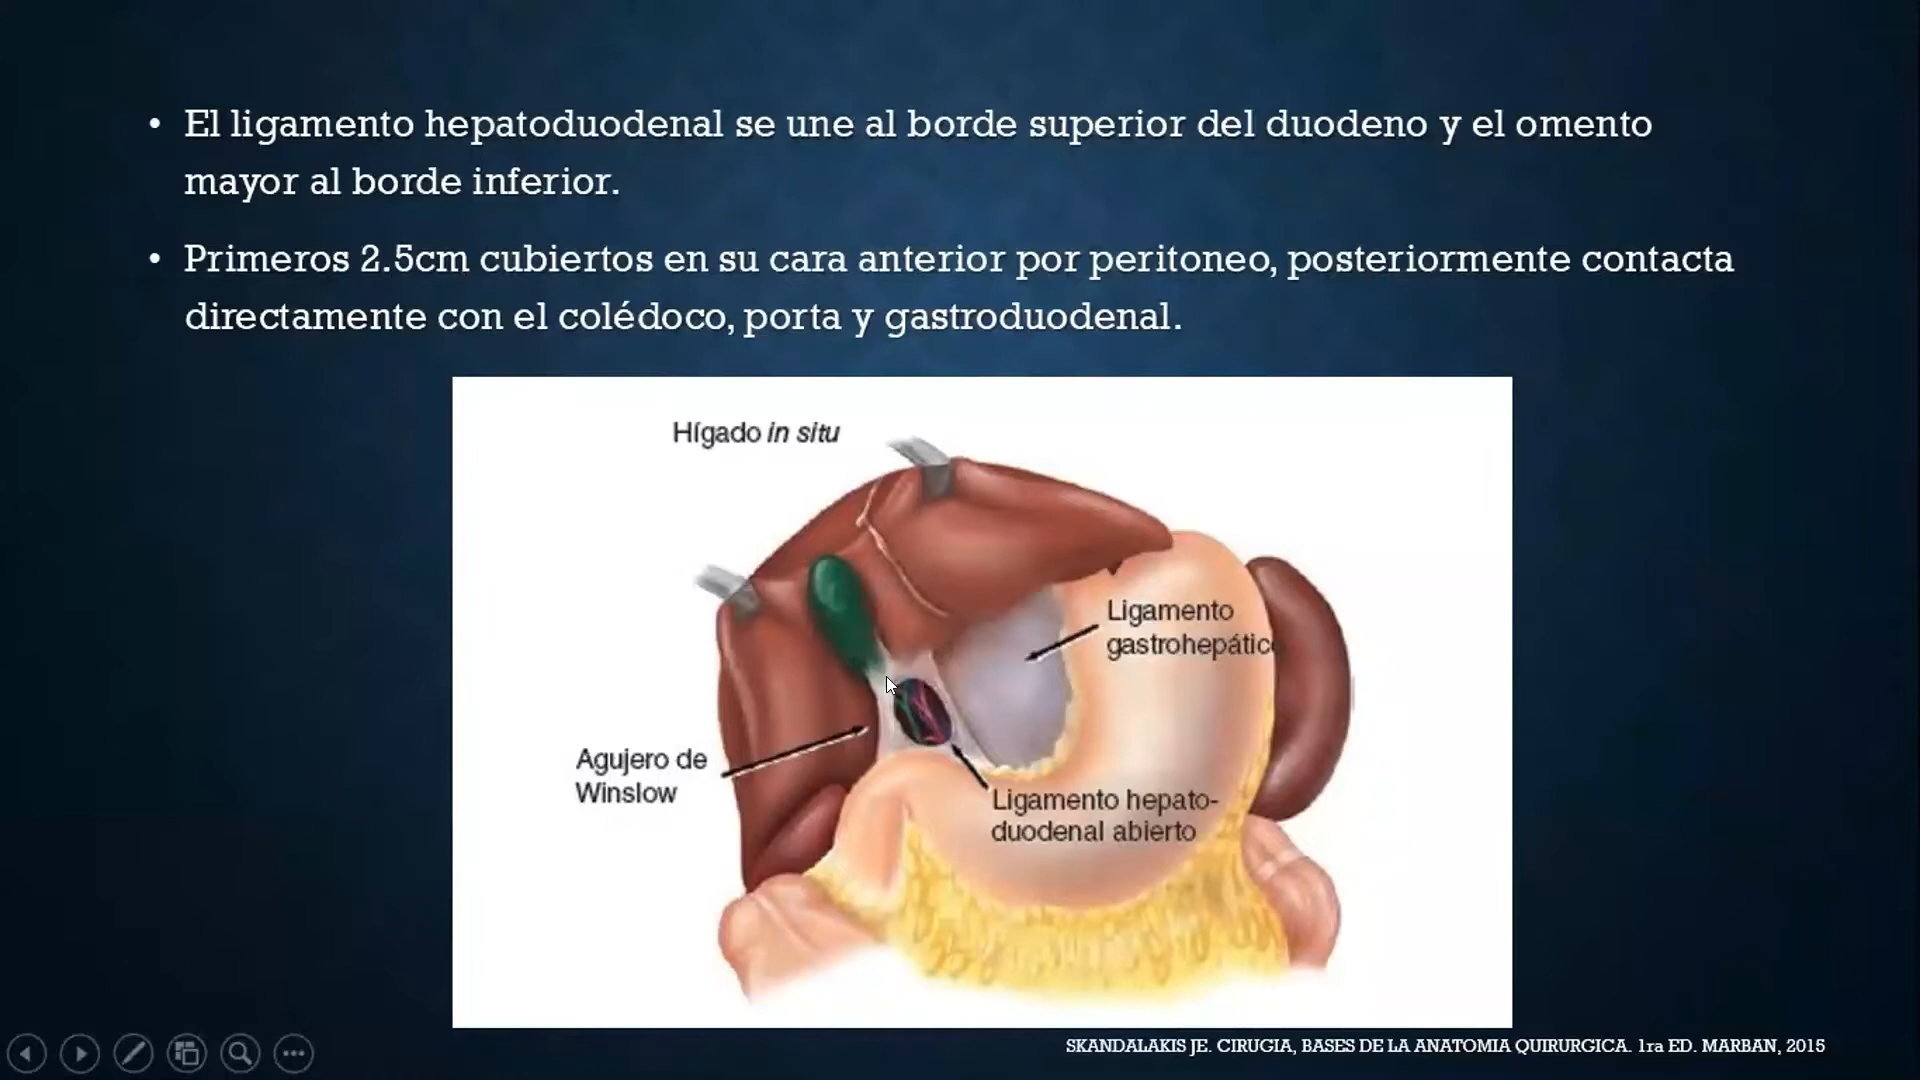 • El ligamento hepatoduodenal se une al borde superior del duodeno y el omento
mayor al borde inferior.
• Primeros 2.5cm cubiertos en su cara anterior por peritoneo, posteriormente contacta
directamente con el colédoco, porta y gastroduodenal.
Hígado in situ
Ligamento
gastrohepático
Agujero de
Winslow
Ligamento hepato-
duodenal abierto
SKANDALAKIS JE. CIRUGIA, BASES DE LA ANATOMIA QUIRURGICA. 1ra ED. MARBAN, 2015